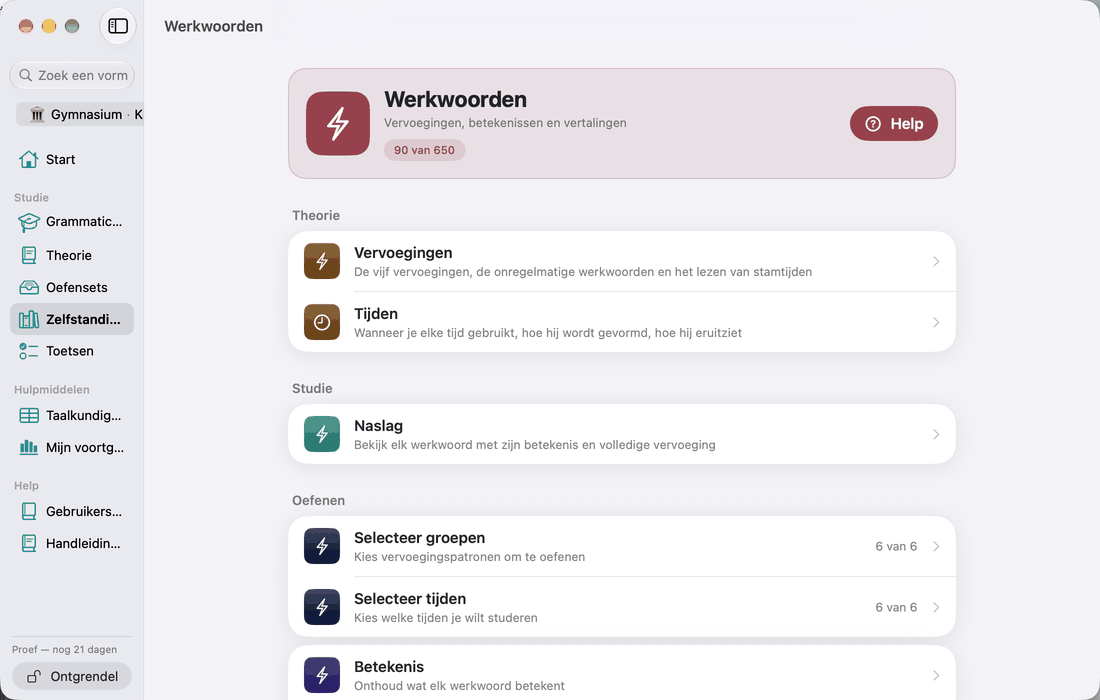 Werkwoorden
Zoek een vorm
Gymnasium · K
Start
Studie
Grammatic...
Theorie
Oefensets
Zelfstandi...
Toetsen
Hulpmiddelen
Taalkundig...
Mijn voortg...
Help
Gebruikers...
Handleidin...
Proef — nog 21 dagen
Ontgrendel
Werkwoorden
Vervoegingen, betekenissen en vertalingen
90 van 650
Help
Theorie
Vervoegingen
De vijf vervoegingen, de onregelmatige werkwoorden en het lezen van stamtijden
Tijden
Wanneer je elke tijd gebruikt, hoe hij wordt gevormd, hoe hij eruitziet
Studie
Naslag
Bekijk elk werkwoord met zijn betekenis en volledige vervoeging
Oefenen
Selecteer groepen
Kies vervoegingspatronen om te oefenen
6 van 6
Selecteer tijden
Kies welke tijden je wilt studeren
6 van 6
Betekenis
Onthoud wat elk werkwoord betekent